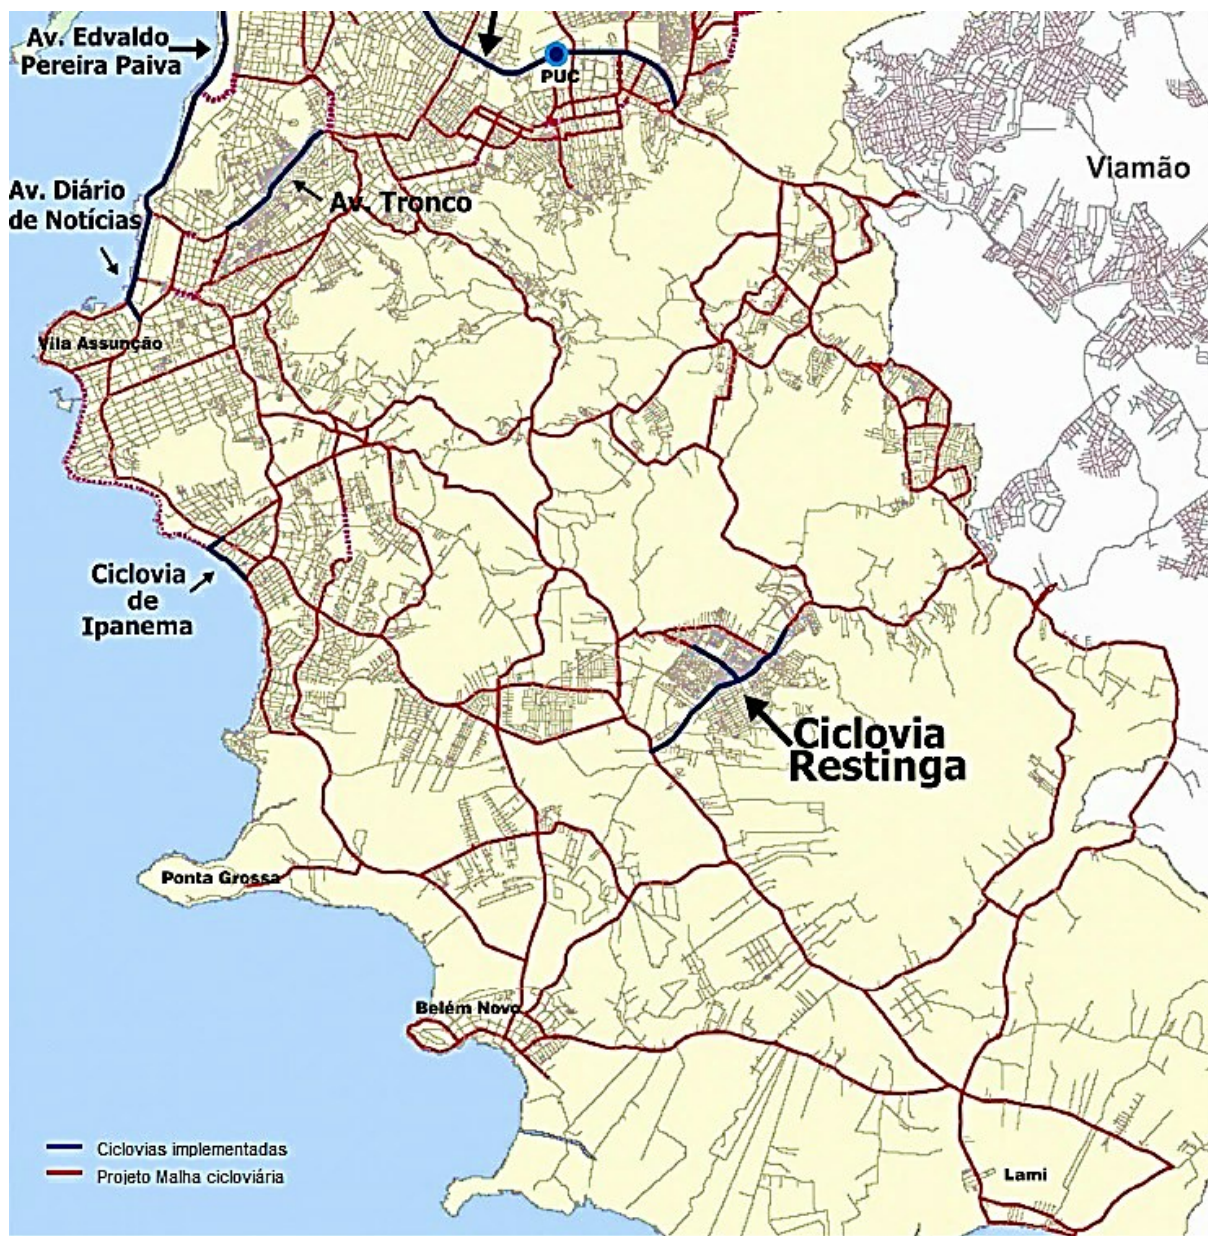 Av. Edvaldo
Pereira Paiva
PUC
Viamão
Av. Diário
de Notícias
Av. Tronco
Vila Assunção
Ciclovia
de
Ipanema
Ciclovia
Restinga
Ponta Grossa
Belém Novo
Ciclovias implementadas
Projeto Malha cicloviária
Lami